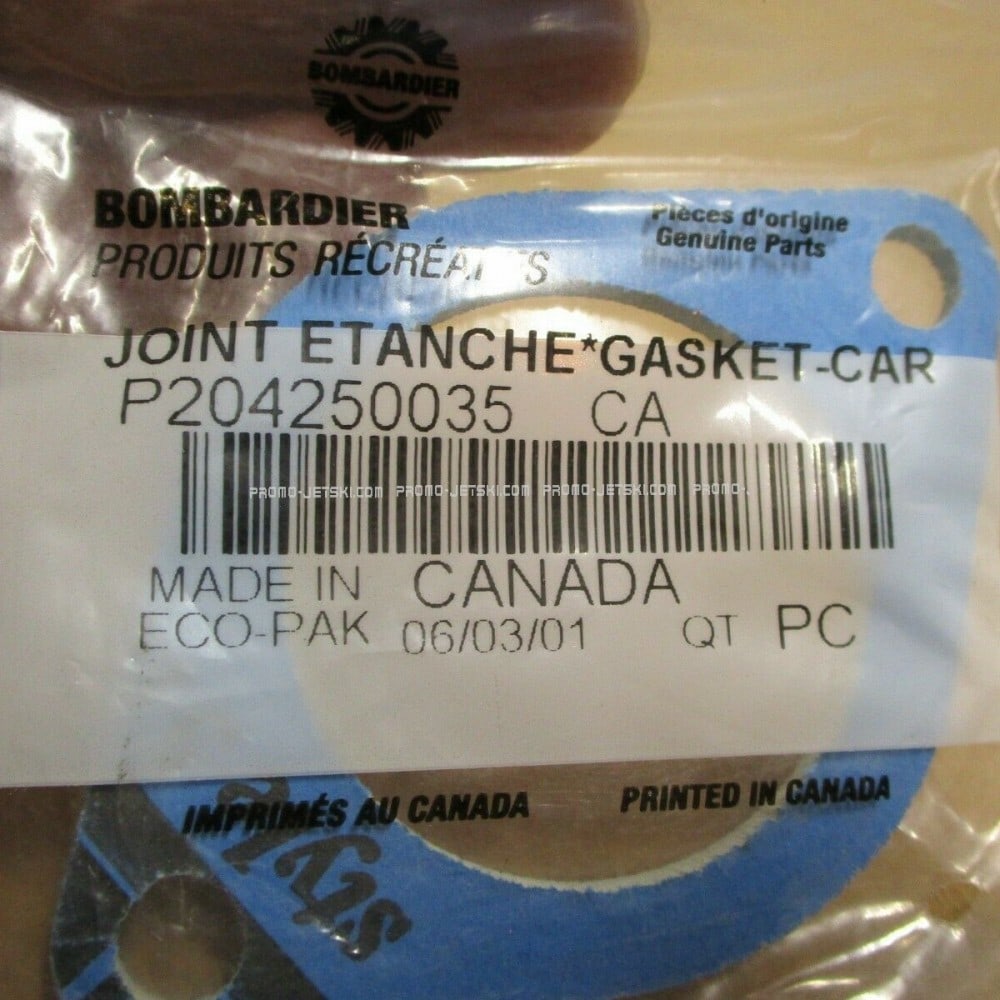 BOMBARDIER
BOMBARDIER
PRODUITS RÉCRÉATIFS
Pièces d'origine
Genuine Parts
JOINT ETANCHE*GASKET-CAR
P204250035 CA
PROMO-JETSKI.COM PROMO-JETSKI.COM PROMO-JETSKI.COM PROMO-J
MADE IN CANADA
ECO-PAK 06/03/01 QT PC
IMPRIMÉS AU CANADA
PRINTED IN CANADA